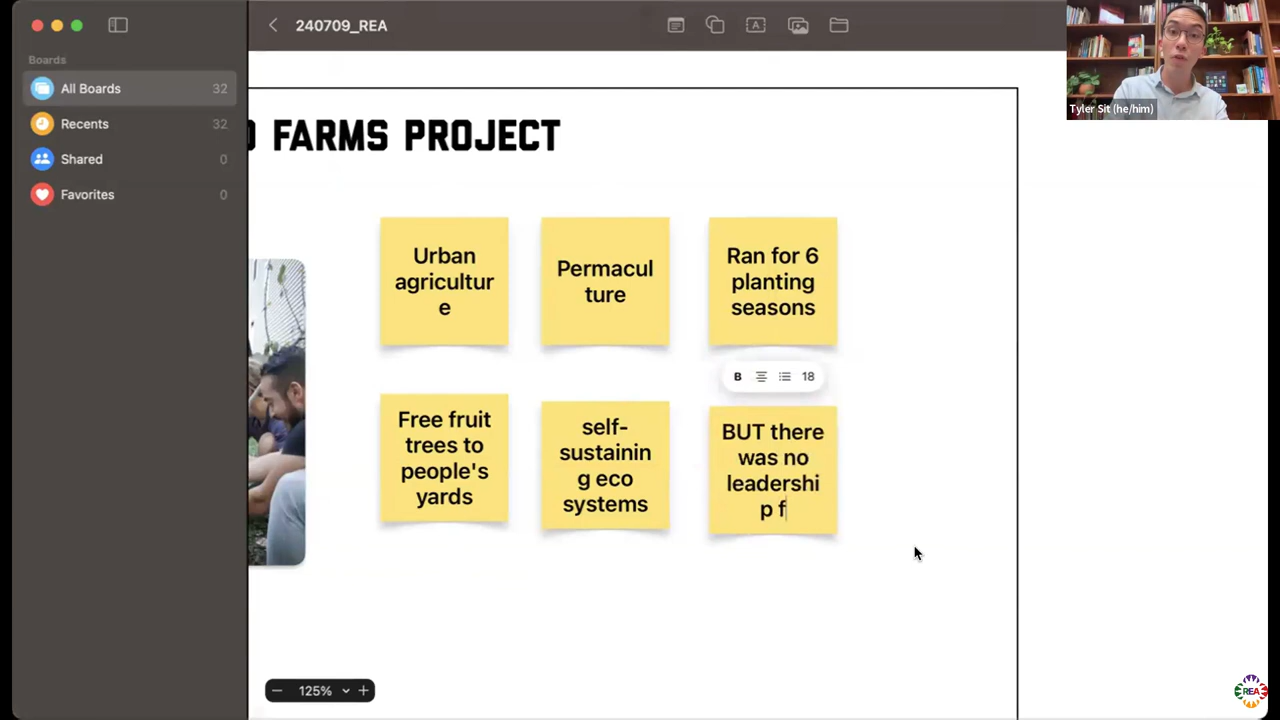 240709_REA
Tyler Sit (he/him)
Boards
All Boards 32
Recents 32
Shared 0
Favorites 0
FARMS PROJECT
Urban
agricultur
e
Permacul
ture
Ran for 6
planting
seasons
B
18
Free fruit
trees to
people's
yards
self-
sustainin
g eco
systems
BUT there
was no
leadershi
p f
125%
REA